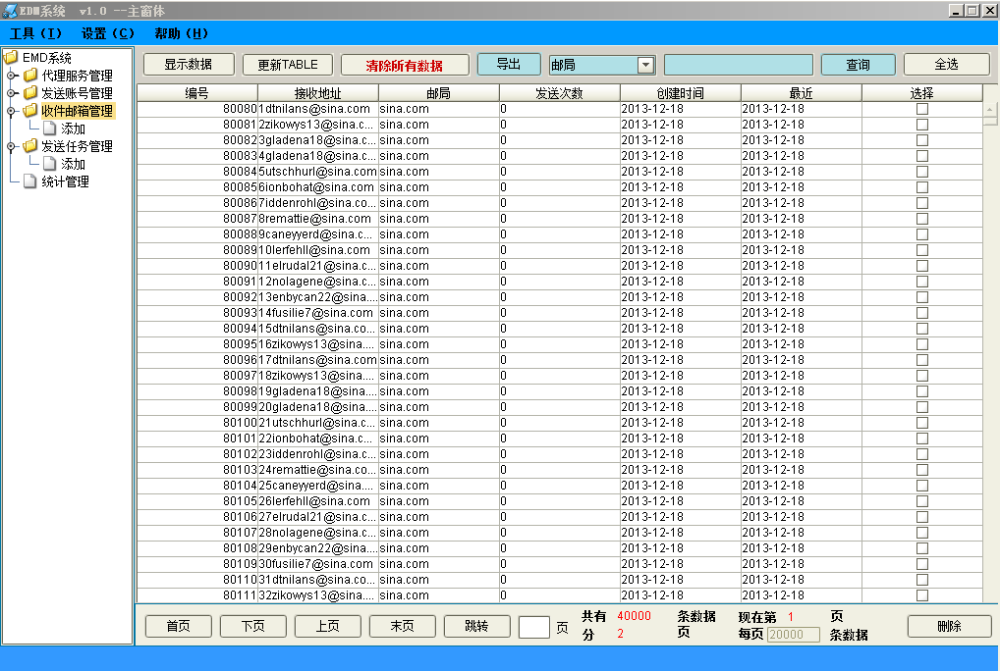 EDM系统 v1.0 --主窗体
工具(I) 设置(C) 帮助(H)
EMD系统
代理服务管理
发送账号管理
收件邮箱管理
添加
发送任务管理
添加
统计管理
显示数据 更新TABLE 清除所有数据 导出 邮局 查询 全选
编号 接收地址 邮局 发送次数 创建时间 最近 选择
80080 1dtnilans@sina.com sina.com 0 2013-12-18 2013-12-18
80081 2zikowys13@sina.c... sina.com 0 2013-12-18 2013-12-18
80082 3gladena18@sina.c... sina.com 0 2013-12-18 2013-12-18
80083 4gladena18@sina.c... sina.com 0 2013-12-18 2013-12-18
80084 5utschhurl@sina.com sina.com 0 2013-12-18 2013-12-18
80085 6ionbohat@sina.com sina.com 0 2013-12-18 2013-12-18
80086 7iddenrohl@sina.co... sina.com 0 2013-12-18 2013-12-18
80087 8remattie@sina.com sina.com 0 2013-12-18 2013-12-18
80088 9caneyyerd@sina.c... sina.com 0 2013-12-18 2013-12-18
80089 10lerfehll@sina.com sina.com 0 2013-12-18 2013-12-18
80090 11elrudal21@sina.c... sina.com 0 2013-12-18 2013-12-18
80091 12nolagene@sina.c... sina.com 0 2013-12-18 2013-12-18
80092 13enbycan22@sina.... sina.com 0 2013-12-18 2013-12-18
80093 14fusilie7@sina.com sina.com 0 2013-12-18 2013-12-18
80094 15dtnilans@sina.co... sina.com 0 2013-12-18 2013-12-18
80095 16zikowys13@sina.... sina.com 0 2013-12-18 2013-12-18
80096 17dtnilans@sina.com sina.com 0 2013-12-18 2013-12-18
80097 18zikowys13@sina.... sina.com 0 2013-12-18 2013-12-18
80098 19gladena18@sina.... sina.com 0 2013-12-18 2013-12-18
80099 20gladena18@sina.... sina.com 0 2013-12-18 2013-12-18
80100 21utschhurl@sina.c... sina.com 0 2013-12-18 2013-12-18
80101 22ionbohat@sina.c... sina.com 0 2013-12-18 2013-12-18
80102 23iddenrohl@sina.c... sina.com 0 2013-12-18 2013-12-18
80103 24remattie@sina.co... sina.com 0 2013-12-18 2013-12-18
80104 25caneyyerd@sina.... sina.com 0 2013-12-18 2013-12-18
80105 26lerfehll@sina.com sina.com 0 2013-12-18 2013-12-18
80106 27elrudal21@sina.c... sina.com 0 2013-12-18 2013-12-18
80107 28nolagene@sina.c... sina.com 0 2013-12-18 2013-12-18
80108 29enbycan22@sina.... sina.com 0 2013-12-18 2013-12-18
80109 30fusilie7@sina.com sina.com 0 2013-12-18 2013-12-18
80110 31dtnilans@sina.co... sina.com 0 2013-12-18 2013-12-18
80111 32zikowys13@sina.... sina.com 0 2013-12-18 2013-12-18
首页 下页 上页 末页 跳转 页 删除
共有 40000 条数据 现在第 1 页
分 2 页 每页 20000 条数据